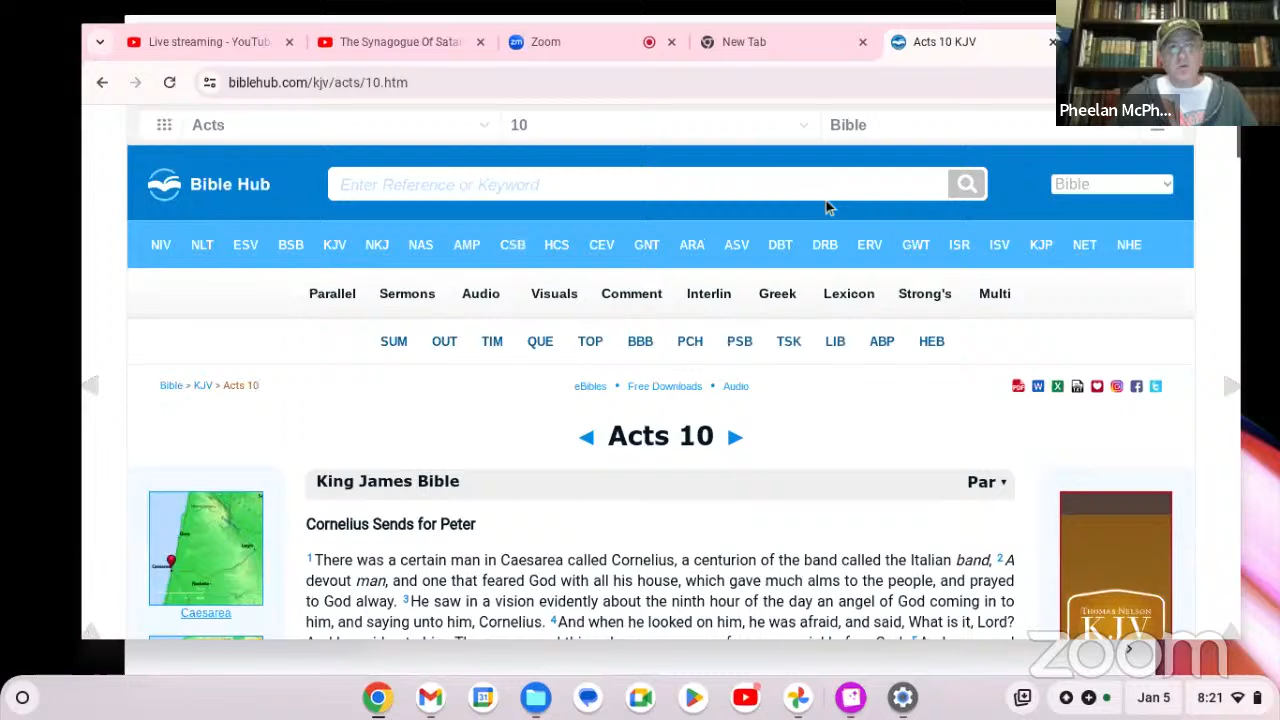 Live streaming - YouTub
The Synagogue Of Satan
Zoom
New Tab
Acts 10 KJV
biblehub.com/kjv/acts/10.htm
Pheelan McPh...
Acts 10 Bible
Bible Hub Enter Reference or Keyword Bible
NIV NLT ESV BSB KJV NKJ NAS AMP CSB HCS CEV GNT ARA ASV DBT DRB ERV GWT ISR ISV KJP NET NHE
Parallel Sermons Audio Visuals Comment Interlin Greek Lexicon Strong's Multi
SUM OUT TIM QUE TOP BBB PCH PSB TSK LIB ABP HEB
Bible > KJV > Acts 10 eBibles • Free Downloads • Audio
◄ Acts 10 ►
King James Bible Par ▾
Cornelius Sends for Peter
1There was a certain man in Caesarea called Cornelius, a centurion of the band called the Italian band, 2A
devout man, and one that feared God with all his house, which gave much alms to the people, and prayed
to God alway. 3He saw in a vision evidently about the ninth hour of the day an angel of God coming in to
him, and saying unto him, Cornelius. 4And when he looked on him, he was afraid, and said, What is it, Lord?
Caesarea
THOMAS NELSON
KJV
zoom
31
Jan 5 8:21